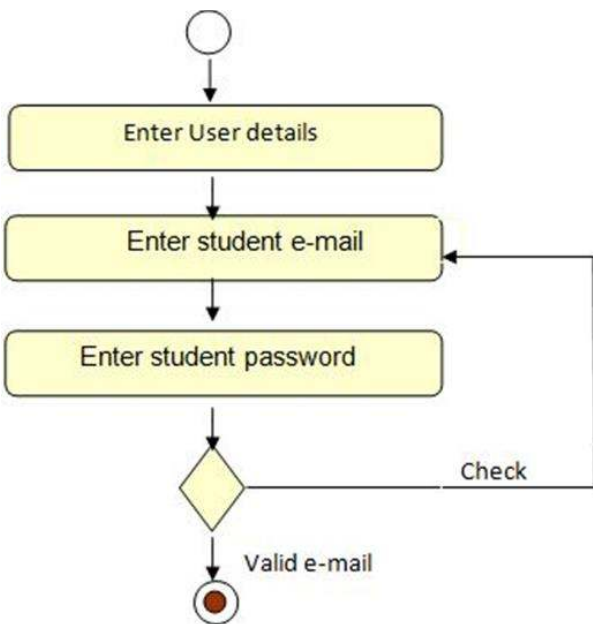 Enter User details
Enter student e-mail
Enter student password
Check
Valid e-mail